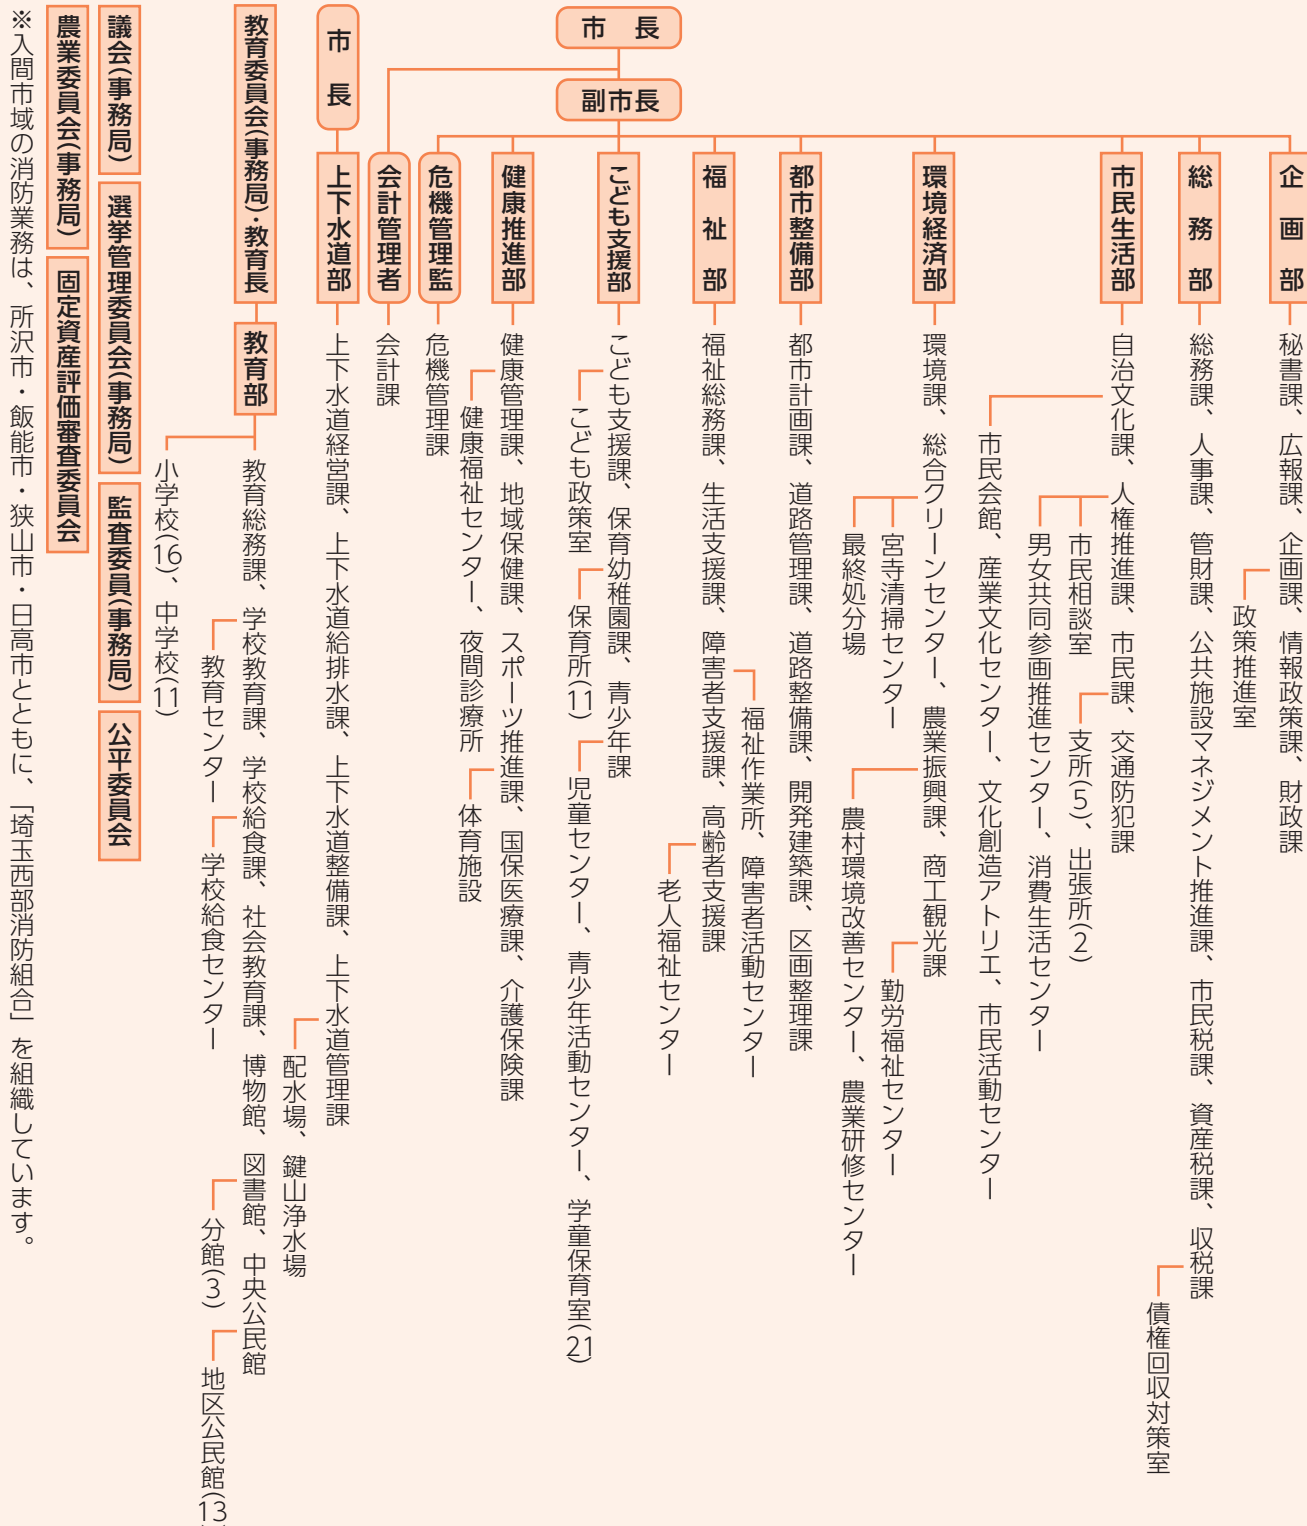 市　長
副市長
企画部
秘書課、広報課、企画課、情報政策課、財政課
政策推進室
総務部
総務課、人事課、管財課、公共施設マネジメント推進課、市民税課、資産税課、収税課
債権回収対策室
市民生活部
自治文化課、人権推進課、市民課、交通防犯課
支所(5)、出張所(2)
市民相談室
男女共同参画推進センター、消費生活センター
市民会館、産業文化センター、文化創造アトリエ、市民活動センター
環境経済部
環境課、総合クリーンセンター、農業振興課、商工観光課
宮寺清掃センター
勤労福祉センター
最終処分場
農村環境改善センター、農業研修センター
都市整備部
都市計画課、道路管理課、道路整備課、開発建築課、区画整理課
福祉部
福祉作業所、障害者活動センター
福祉総務課、生活支援課、障害者支援課、高齢者支援課
老人福祉センター
こども支援部
こども支援課、保育幼稚園課、青少年課
こども政策室
保育所(11)
児童センター、青少年活動センター、学童保育室(21)
健康推進部
健康管理課、地域保健課、スポーツ推進課、国保医療課、介護保険課
健康福祉センター、夜間診療所
体育施設
危機管理監
危機管理課
会計管理者
会計課
市　長
上下水道部
上下水道経営課、上下水道給排水課、上下水道整備課、上下水道管理課
配水場、鍵山浄水場
教育委員会(事務局)・教育長
教育部
教育総務課、学校教育課、学校給食課、社会教育課、博物館、図書館、中央公民館
教育センター
学校給食センター
分館(3)
地区公民館(13
小学校(16)、中学校(11)
議会(事務局)
選挙管理委員会(事務局)
監査委員(事務局)
公平委員会
農業委員会(事務局)
固定資産評価審査委員会
※入間市域の消防業務は、所沢市・飯能市・狭山市・日高市とともに、「埼玉西部消防組合」を組織しています。